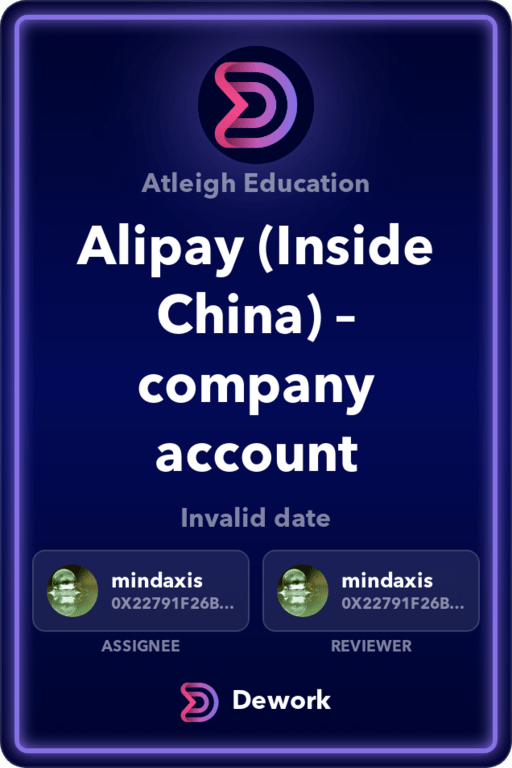 Atleigh Education
Alipay (Inside
China) –
company
account
Invalid date
mindaxis
0X22791F26B...
ASSIGNEE
mindaxis
0X22791F26B...
REVIEWER
Dework